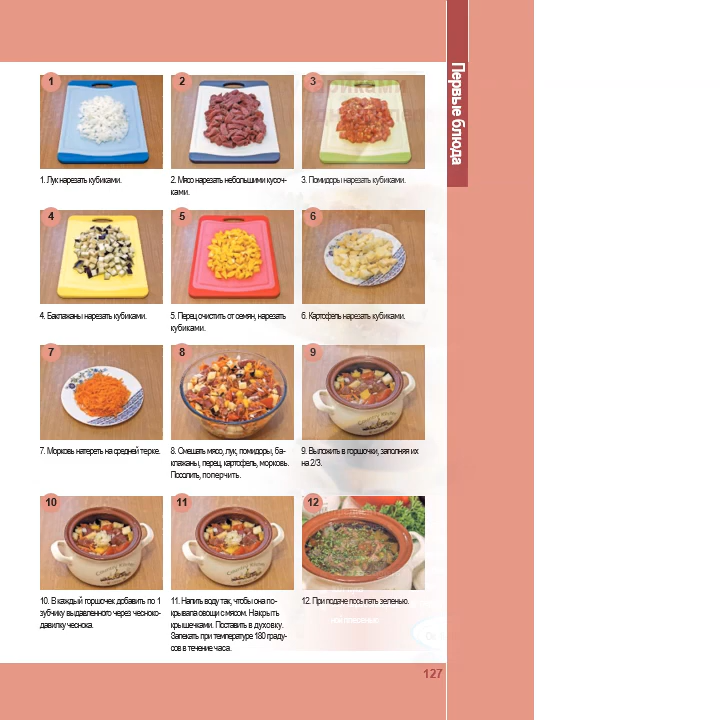 Первые блюда
1
2
3
1. Лук нарезать кубиками.
2. Мясо нарезать небольшими кусоч-
ками.
3. Помидоры нарезать кубиками.
4
5
6
4. Баклажаны нарезать кубиками.
5. Перец очистить от семян, нарезать
кубиками.
6. Картофель нарезать кубиками.
7
8
9
7. Морковь натереть на средней терке.
8. Смешать мясо, лук, помидоры, ба-
клажаны, перец, картофель, морковь.
Посолить, поперчить.
9. Выложить в горшочки, заполняя их
на 2/3.
10
11
12
10. В каждый горшочек добавить по 1
зубчику выдавленного через чесноко-
давилку чеснока.
11. Налить воду так, чтобы она по-
крывала овощи с мясом. Накрыть
крышечками. Поставить в духовку.
Запекать при температуре 180 граду-
сов в течение часа.
12. При подаче посыпать зеленью.
127